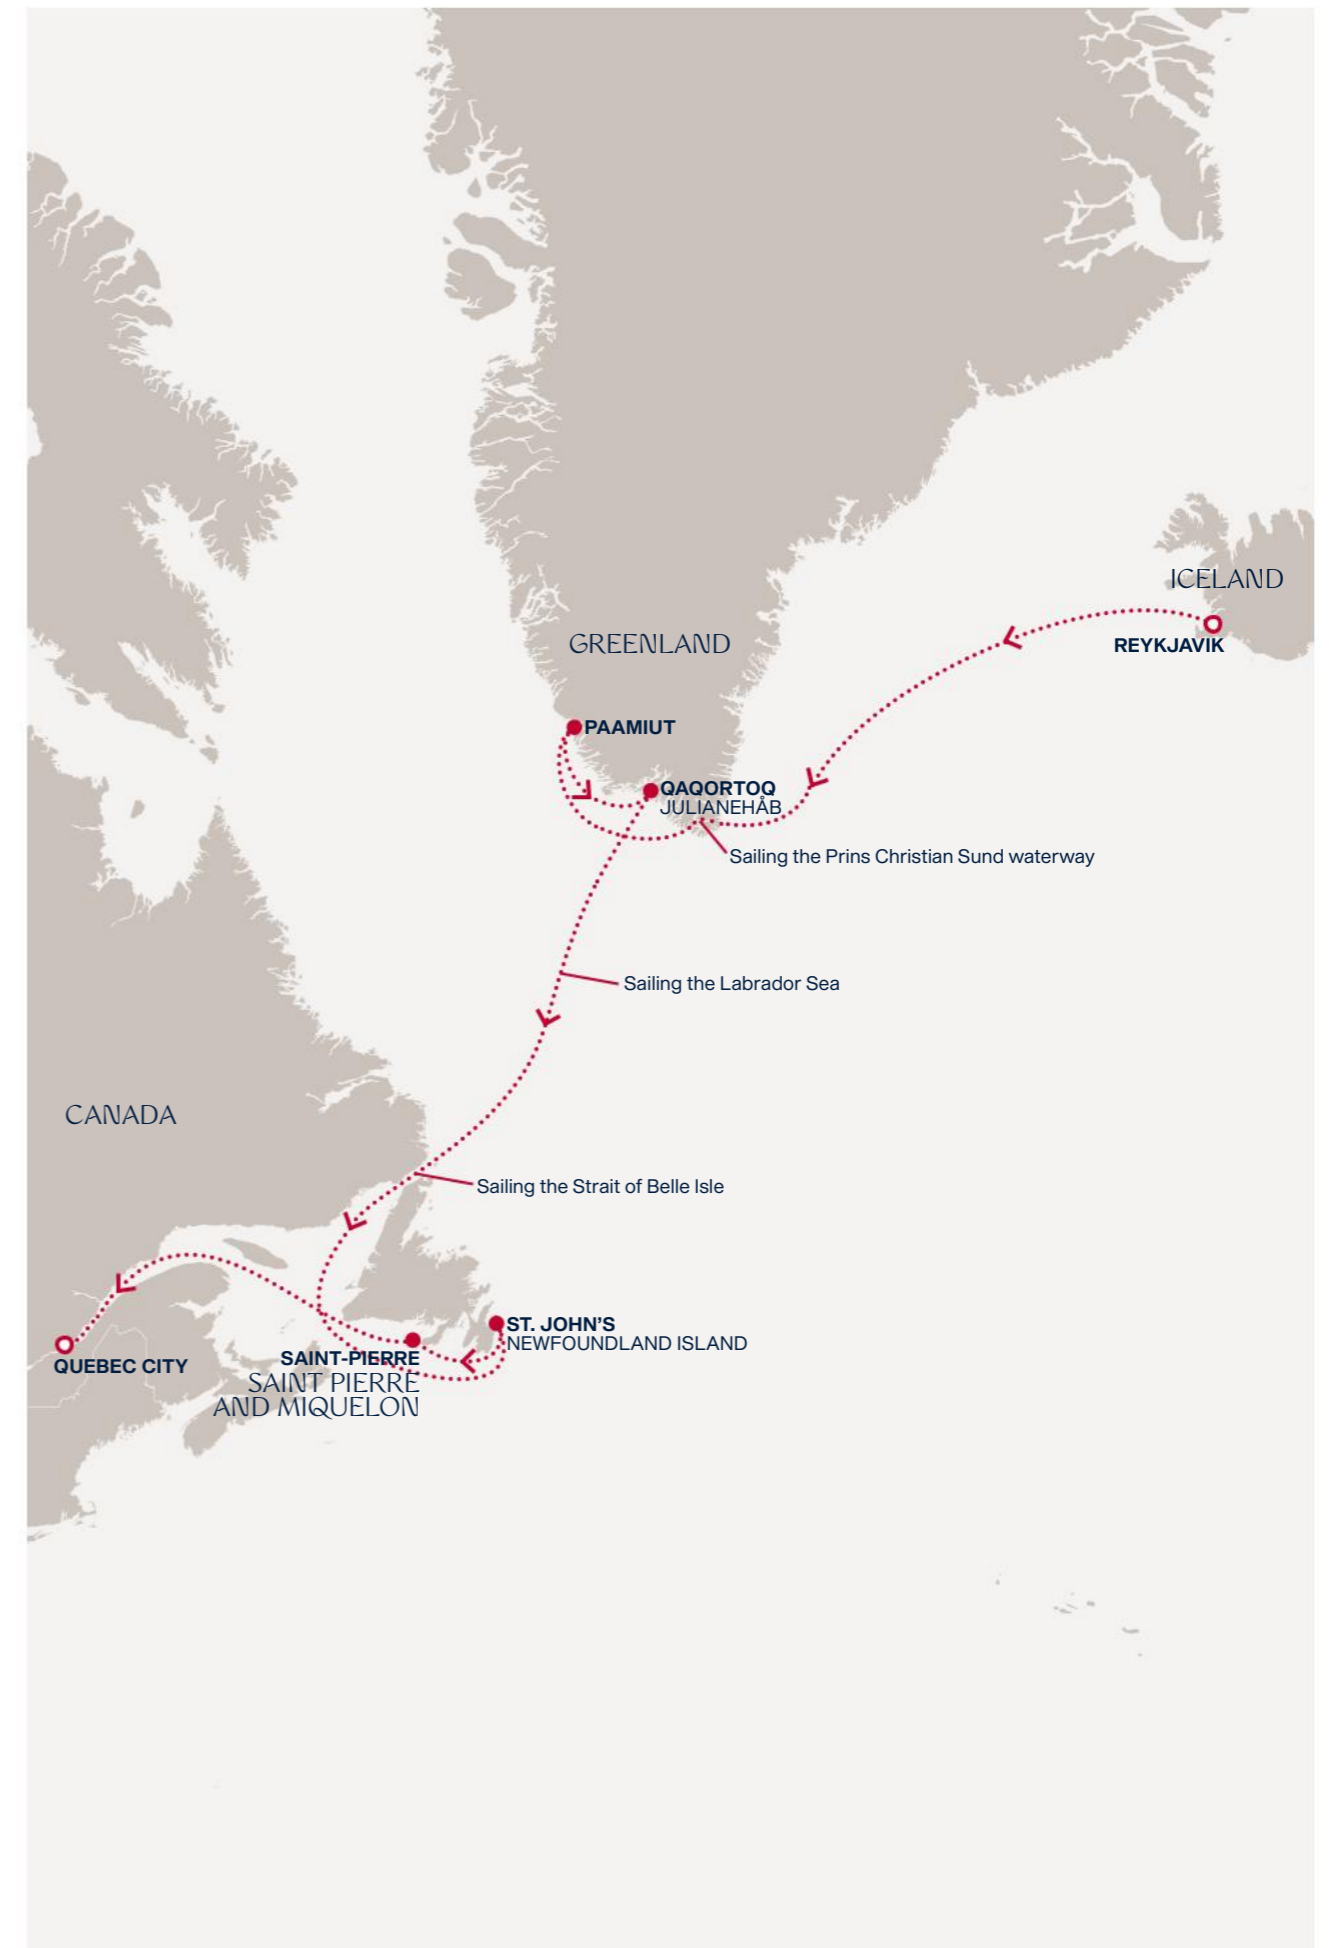 ICELAND
REYKJAVIK
GREENLAND
PAAMIUT
QAQORTOQ
JULIANEHÅB
Sailing the Prins Christian Sund waterway
Sailing the Labrador Sea
CANADA
Sailing the Strait of Belle Isle
ST. JOHN'S
NEWFOUNDLAND ISLAND
SAINT-PIERRE
SAINT PIERRE
AND MIQUELON
QUEBEC CITY